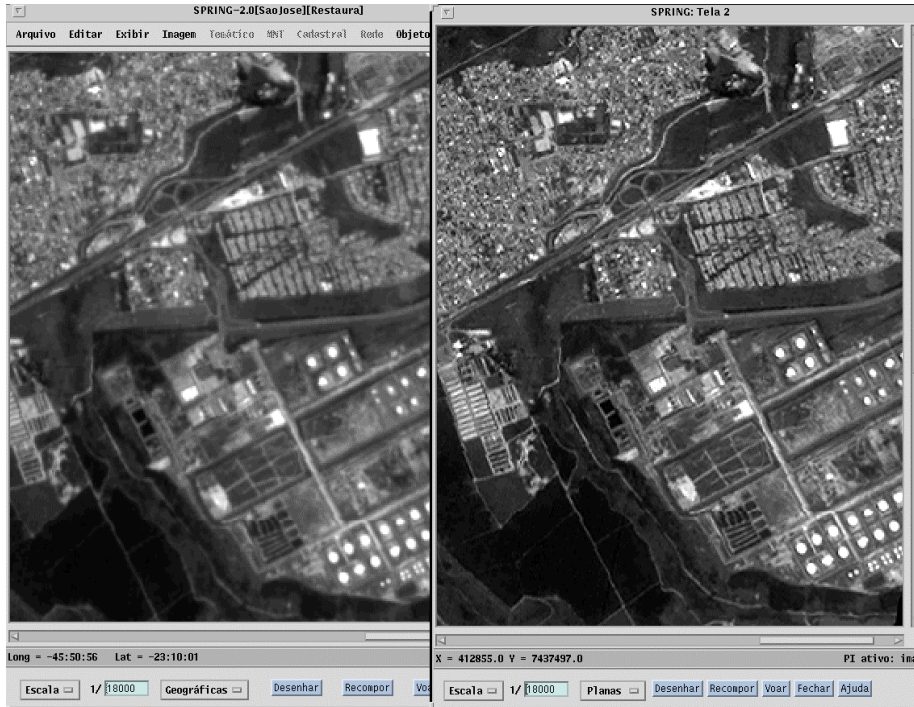 SPRING-2.0[SaoJose][Restaura]
Arquivo Editar Exibir Imagem Temático MNT Cadastral Rede Objeto
Long = -45:50:56 Lat = -23:10:01
Escala 1/ 18000 Geográficas Desenhar Recompor Voa
SPRING: Tela 2
X = 412855.0 Y = 7437497.0 PI ativo: ima
Escala 1/ 18000 Planas Desenhar Recompor Voar Fechar Ajuda